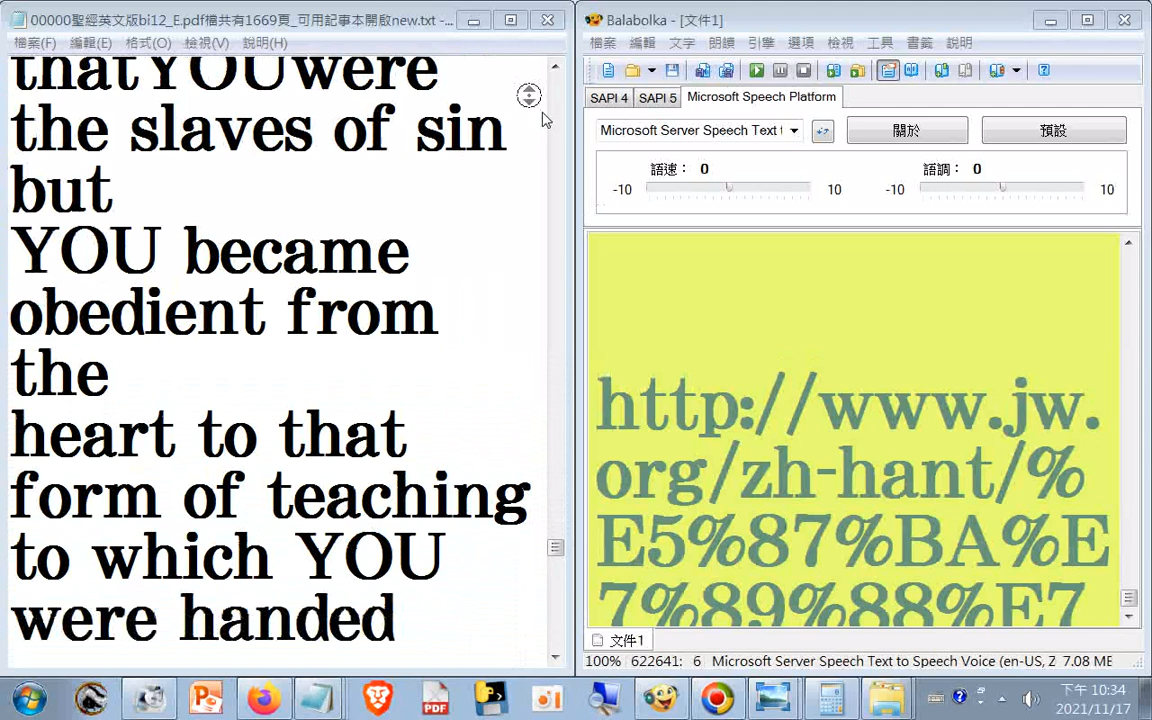 00000聖經英文版bi12_E.pdf檔共有1669頁_可用記事本開啟new.txt -...
檔案(F) 編輯(E) 格式(O) 檢視(V) 說明(H)
thatYOUwere
the slaves of sin
but
YOU became
obedient from
the
heart to that
form of teaching
to which YOU
were handed
Balabolka - [文件1]
檔案 編輯 文字 朗讀 引擎 選項 檢視 工具 書籤 說明
SAPI 4 SAPI 5 Microsoft Speech Platform
Microsoft Server Speech Text t 關於 預設
語速： 0 語調： 0
-10 10 -10 10
http://www.jw.
org/zh-hant/%
E5%87%BA%E
7%89%88%E7
文件1
100% 622641: 6 Microsoft Server Speech Text to Speech Voice (en-US, Z 7.08 ME
PDF
下午 10:34
2021/11/17